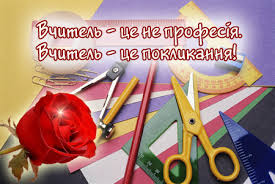 Вчитель - це не професія.
Вчитель - це покликання!